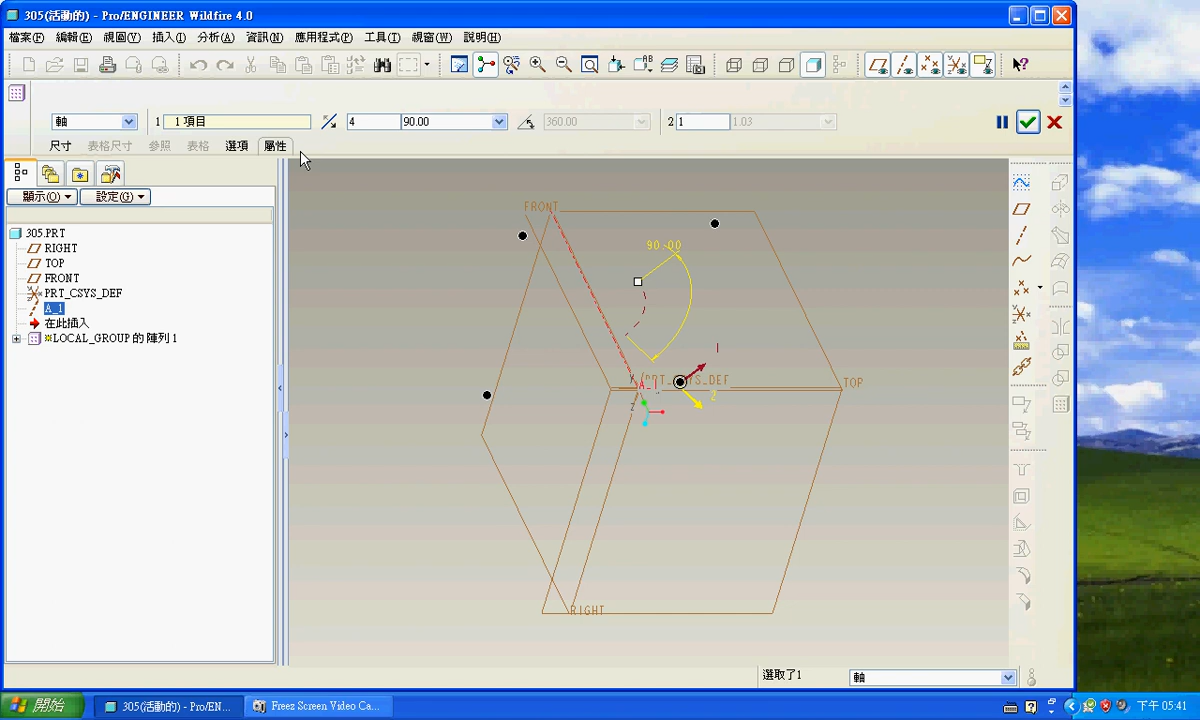 305(活動的) - Pro/ENGINEER Wildfire 4.0
檔案(F) 編輯(E) 視圖(V) 插入(I) 分析(A) 資訊(N) 應用程式(P) 工具(T) 視窗(W) 說明(H)
軸 1 1 項目 4 90.00 360.00 2 1 1.03
尺寸 表格尺寸 參照 表格 選項 屬性
顯示(O) 設定(G)
305.PRT
RIGHT
TOP
FRONT
PRT_CSYS_DEF
A_1
在此插入
LOCAL_GROUP 的 陣列 1
FRONT
90.00
1
PRT_CSYS_DEF
A_1
2
TOP
RIGHT
選取了1 軸
開始 305(活動的) - Pro/EN... Freez Screen Video Ca... 下午 05:41